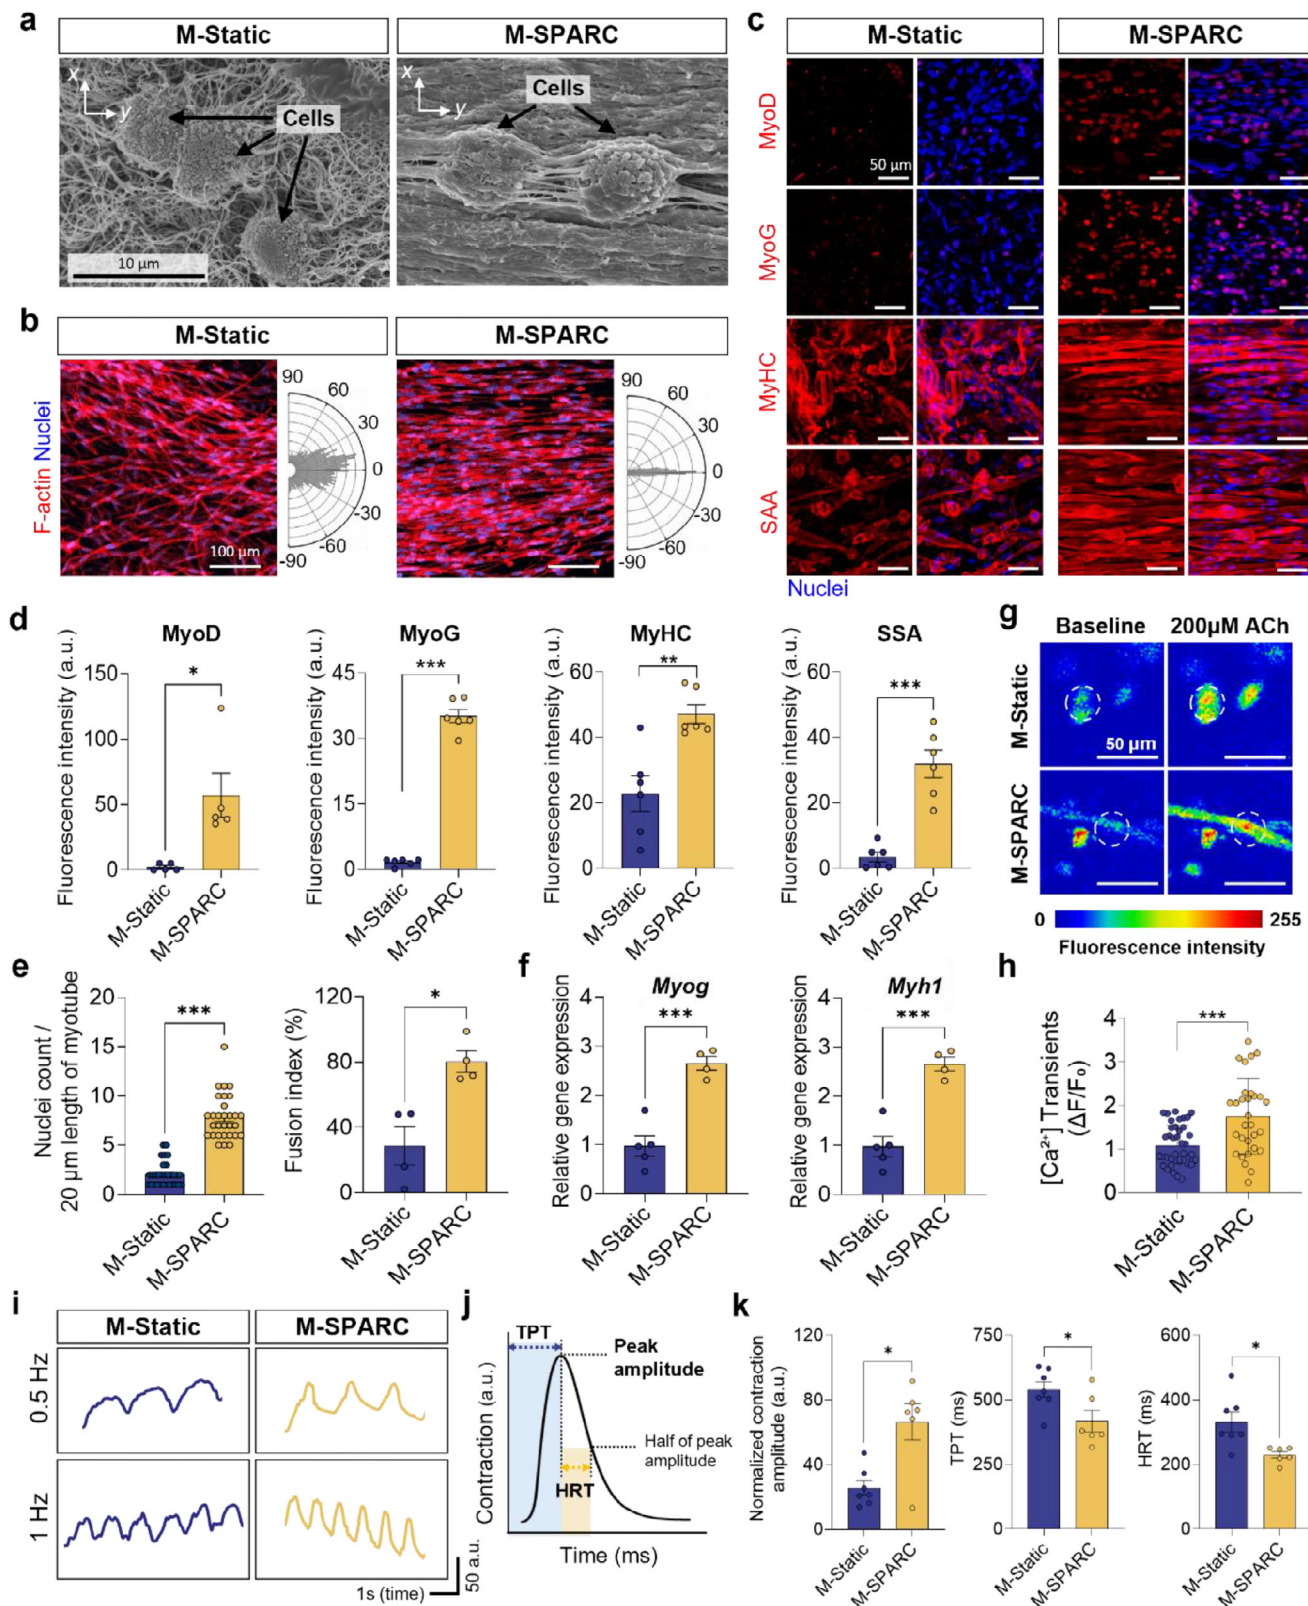 a
M-Static
M-SPARC
x
y
Cells
10 µm
x
y
Cells
b
M-Static
M-SPARC
F-actin Nuclei
100 µm
90
60
30
0
-30
-60
-90
90
60
30
0
-30
-60
-90
c
M-Static
M-SPARC
MyoD
50 µm
MyoG
MyHC
SAA
Nuclei
d
MyoD
Fluorescence intensity (a.u.)
150
100
50
0
*
M-Static
M-SPARC
MyoG
Fluorescence intensity (a.u.)
45
30
15
0
***
M-Static
M-SPARC
MyHC
Fluorescence intensity (a.u.)
60
40
20
0
**
M-Static
M-SPARC
SSA
Fluorescence intensity (a.u.)
60
40
20
0
***
M-Static
M-SPARC
g
Baseline
200µM ACh
M-Static
50 µm
M-SPARC
0
255
Fluorescence intensity
e
Nuclei count /
20 µm length of myotube
20
15
10
5
0
***
M-Static
M-SPARC
Fusion index (%)
120
80
40
0
*
M-Static
M-SPARC
f
Myog
Relative gene expression
4
3
2
1
0
***
M-Static
M-SPARC
Myh1
Relative gene expression
4
3
2
1
0
***
M-Static
M-SPARC
h
[Ca²⁺] Transients
(ΔF/F₀)
4
3
2
1
0
***
M-Static
M-SPARC
i
M-Static
M-SPARC
0.5 Hz
1 Hz
1s (time)
50 a.u.
j
TPT
Peak
amplitude
Half of peak
amplitude
HRT
Contraction (a.u.)
Time (ms)
k
Normalized contraction
amplitude (a.u.)
120
80
40
0
*
M-Static
M-SPARC
TPT (ms)
750
500
250
0
*
M-Static
M-SPARC
HRT (ms)
600
400
200
0
*
M-Static
M-SPARC